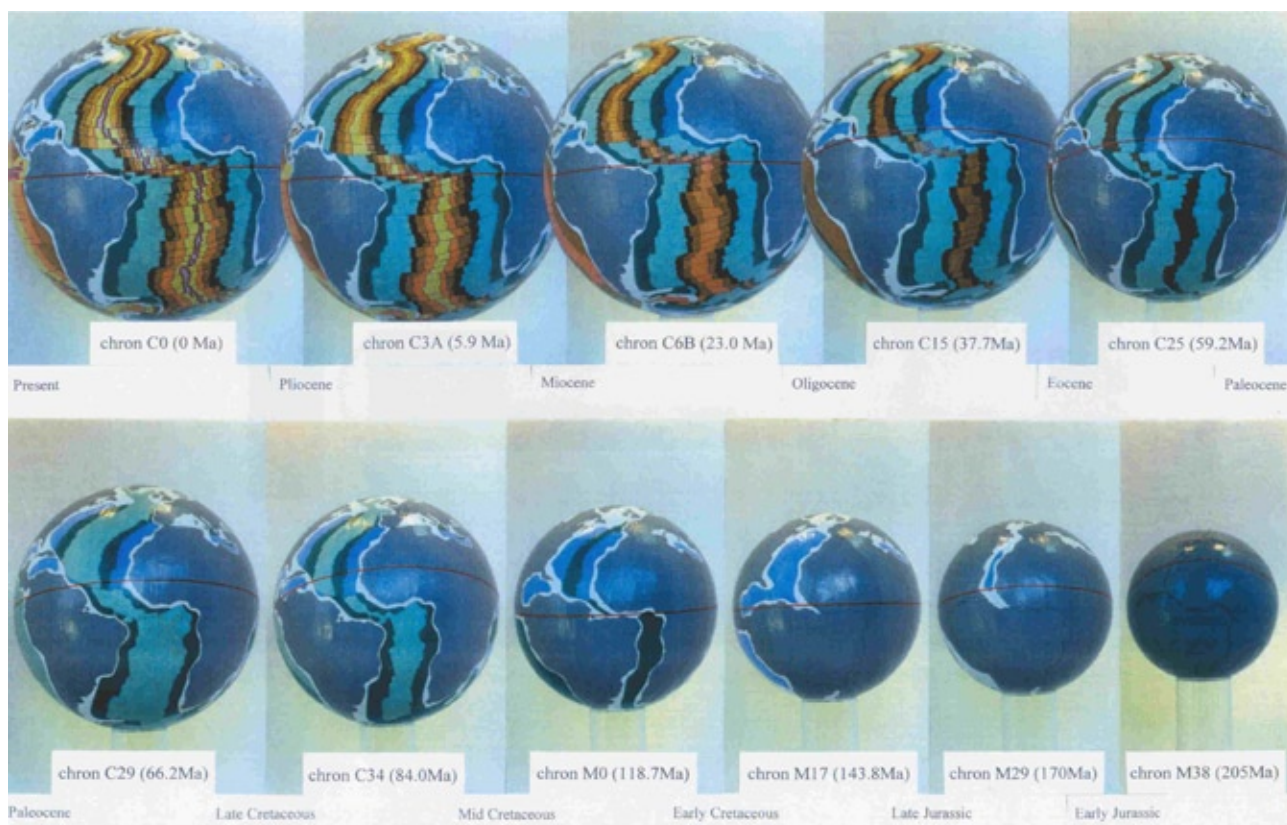 chron C0 (0 Ma)
chron C3A (5.9 Ma)
chron C6B (23.0 Ma)
chron C15 (37.7Ma)
chron C25 (59.2Ma)
Present
Pliocene
Miocene
Oligocene
Eocene
Paleocene
chron C29 (66.2Ma)
chron C34 (84.0Ma)
chron M0 (118.7Ma)
chron M17 (143.8Ma)
chron M29 (170Ma)
chron M38 (205Ma)
Paleocene
Late Cretaceous
Mid Cretaceous
Early Cretaceous
Late Jurassic
Early Jurassic